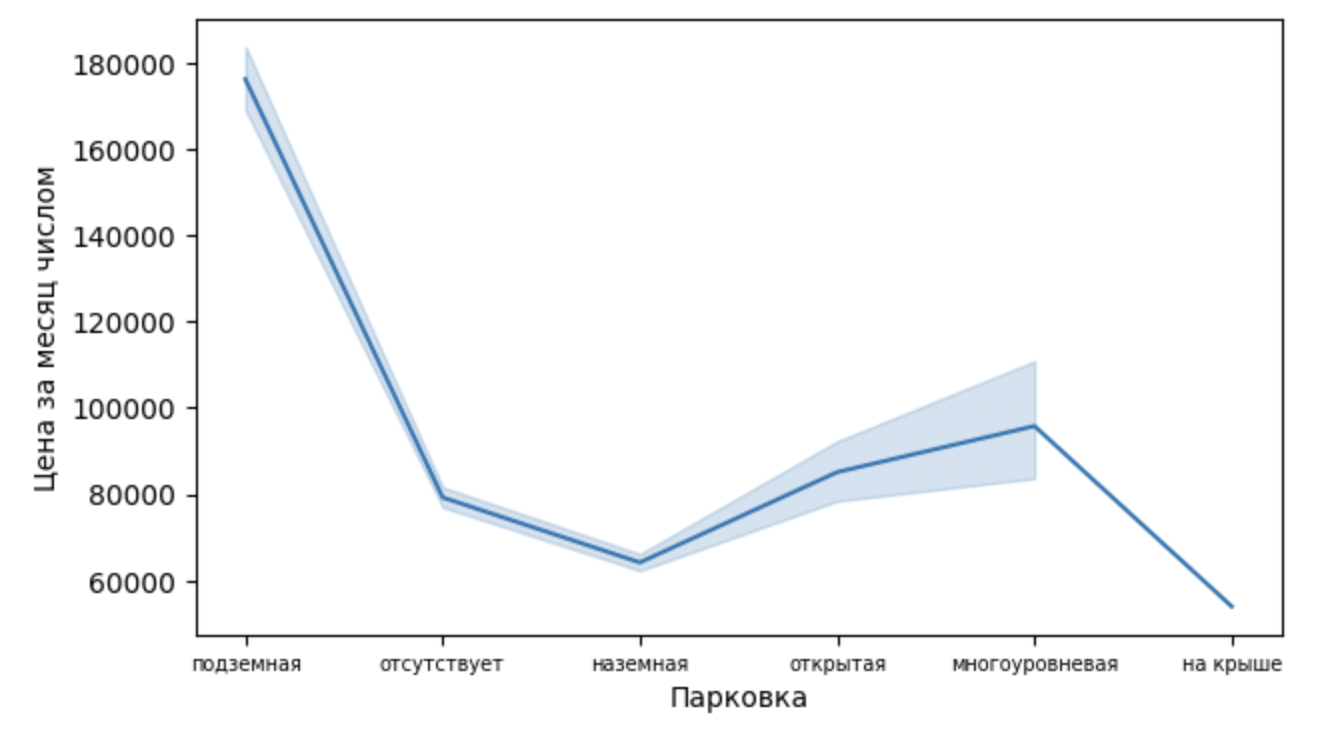 180000
160000
140000
120000
100000
80000
60000
Цена за месяц числом
подземная отсутствует наземная открытая многоуровневая на крыше
Парковка